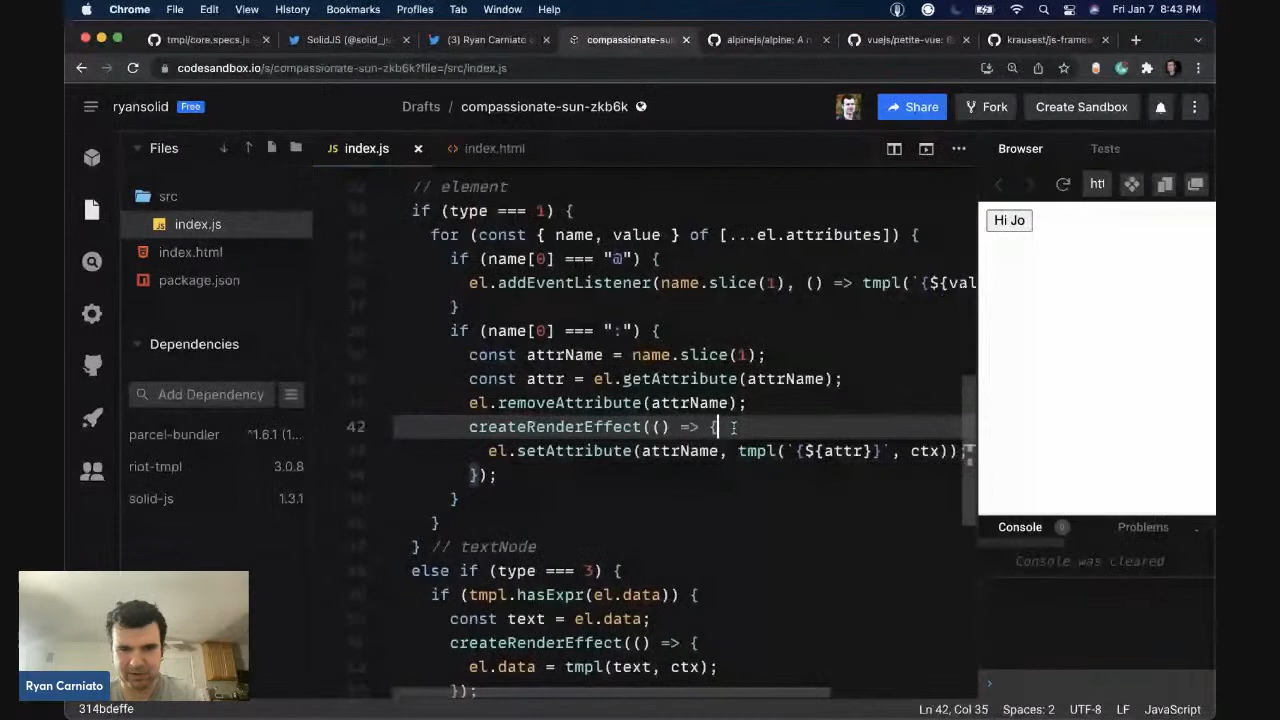 Chrome File Edit View History Bookmarks Profiles Tab Window Help Fri Jan 7 8:43 PM
tmpl/core.specs.js SolidJS (@solid_j (3) Ryan Carniato compassionate-su alpinejs/alpine: A vuejs/petite-vue: 6 krausest/js-frame
codesandbox.io/s/compassionate-sun-zkb6k?file=/src/index.js
ryansolid Free Drafts / compassionate-sun-zkb6k Share Fork Create Sandbox
Files index.js index.html Browser Tests
htt
src
index.js
index.html
package.json
Dependencies
Add Dependency
parcel-bundler ^1.6.1 (1...
riot-tmpl 3.0.8
solid-js 1.3.1
// element
if (type === 1) {
for (const { name, value } of [...el.attributes]) {
if (name[0] === "@") {
el.addEventListener(name.slice(1), () => tmpl(`{${val
}
if (name[0] === ":") {
const attrName = name.slice(1);
const attr = el.getAttribute(attrName);
el.removeAttribute(attrName);
42 createRenderEffect(() => {
el.setAttribute(attrName, tmpl(`{${attr}}`, ctx));
});
}
}
} // textNode
else if (type === 3) {
if (tmpl.hasExpr(el.data)) {
const text = el.data;
createRenderEffect(() => {
el.data = tmpl(text, ctx);
});
Hi Jo
Console 0 Problems
Console was cleared
Ryan Carniato
314bdeffe Ln 42, Col 35 Spaces: 2 UTF-8 LF JavaScript